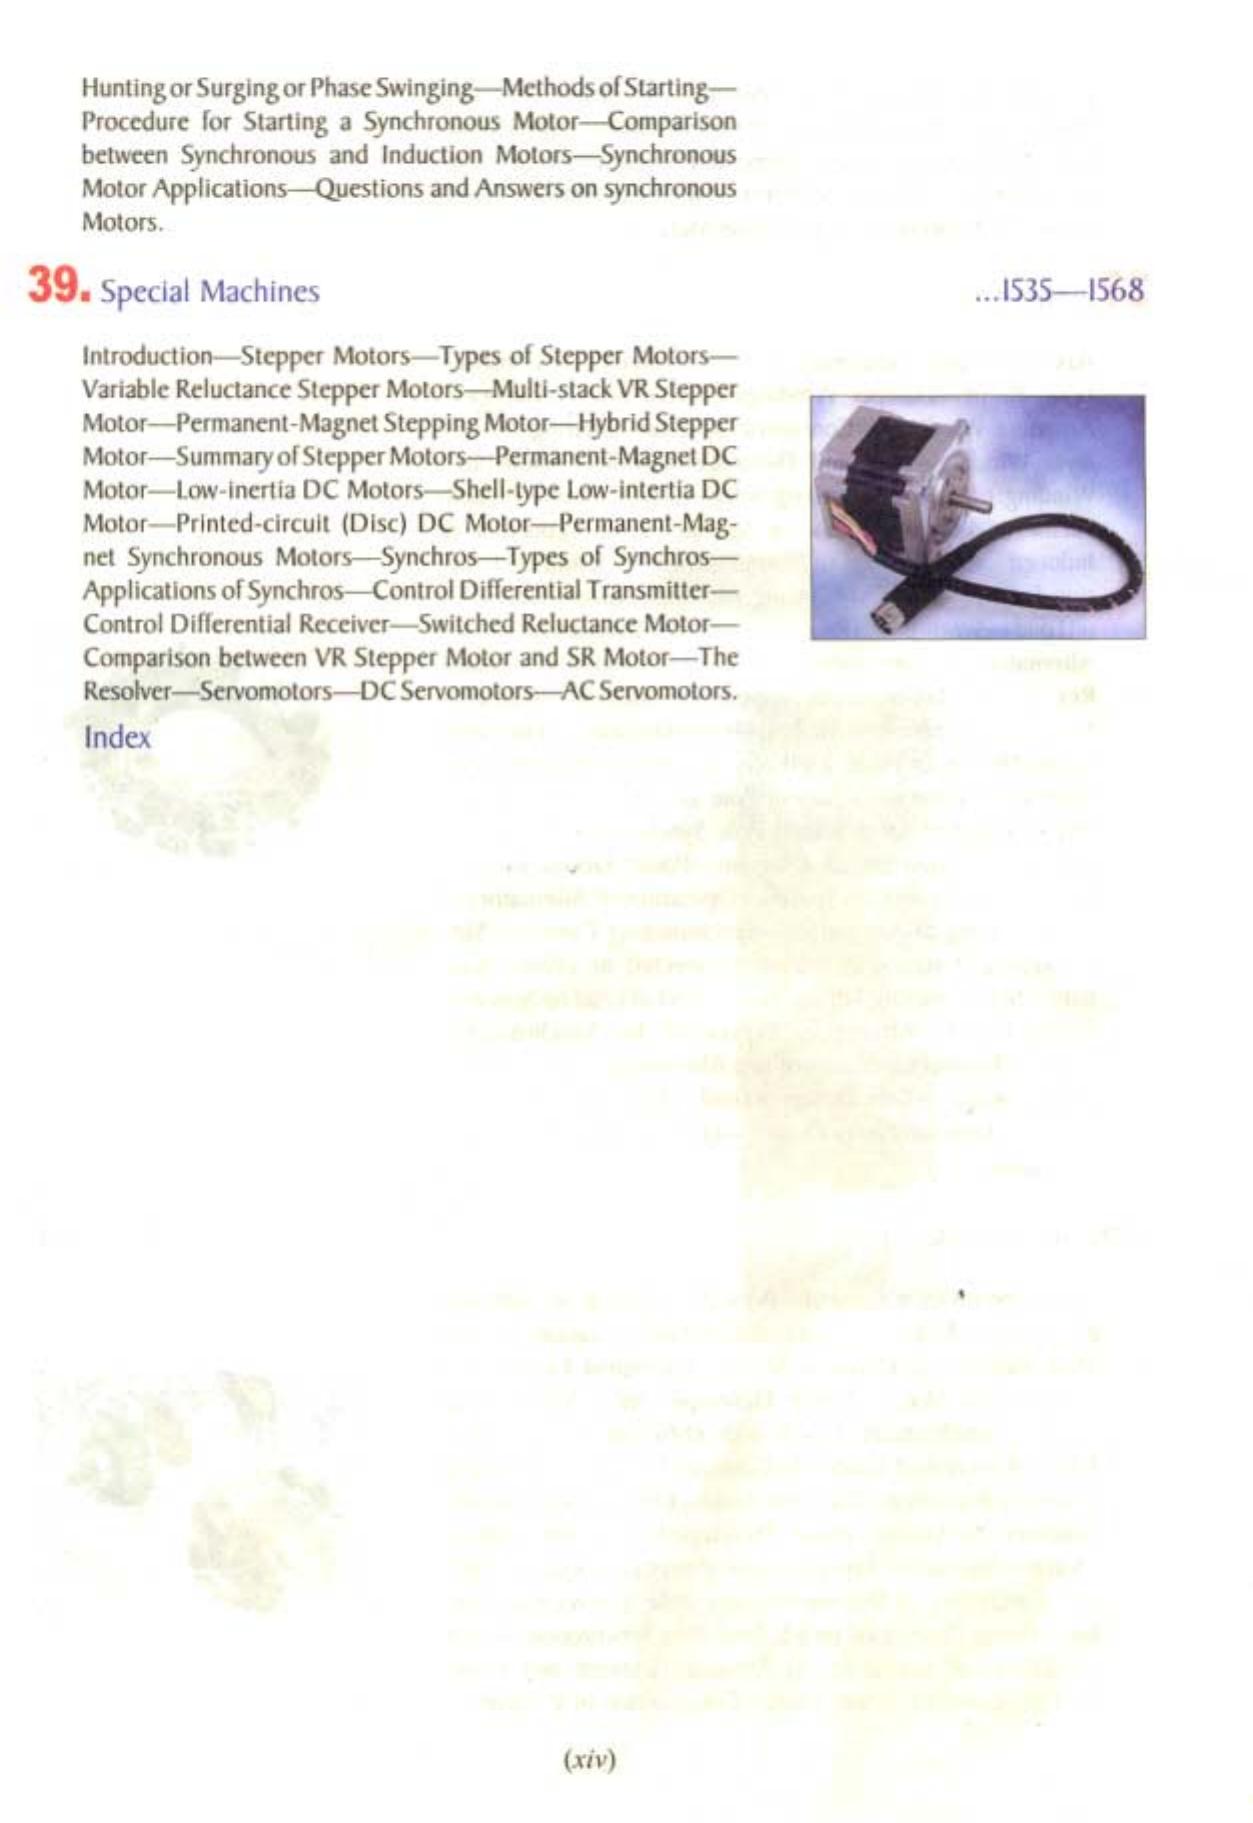 Hunting or Surging or Phase Swinging—Methods of Starting—
Procedure for Starting a Synchronous Motor—Comparison
between Synchronous and Induction Motors—Synchronous
Motor Applications—Questions and Answers on synchronous
Motors.
39. Special Machines ...1535—1568
Introduction—Stepper Motors—Types of Stepper Motors—
Variable Reluctance Stepper Motors—Multi-stack VR Stepper
Motor—Permanent-Magnet Stepping Motor—Hybrid Stepper
Motor—Summary of Stepper Motors—Permanent-Magnet DC
Motor—Low-inertia DC Motors—Shell-type Low-intertia DC
Motor—Printed-circuit (Disc) DC Motor—Permanent-Mag-
net Synchronous Motors—Synchros—Types of Synchros—
Applications of Synchros—Control Differential Transmitter—
Control Differential Receiver—Switched Reluctance Motor—
Comparison between VR Stepper Motor and SR Motor—The
Resolver—Servomotors—DC Servomotors—AC Servomotors.
Index
(xiv)